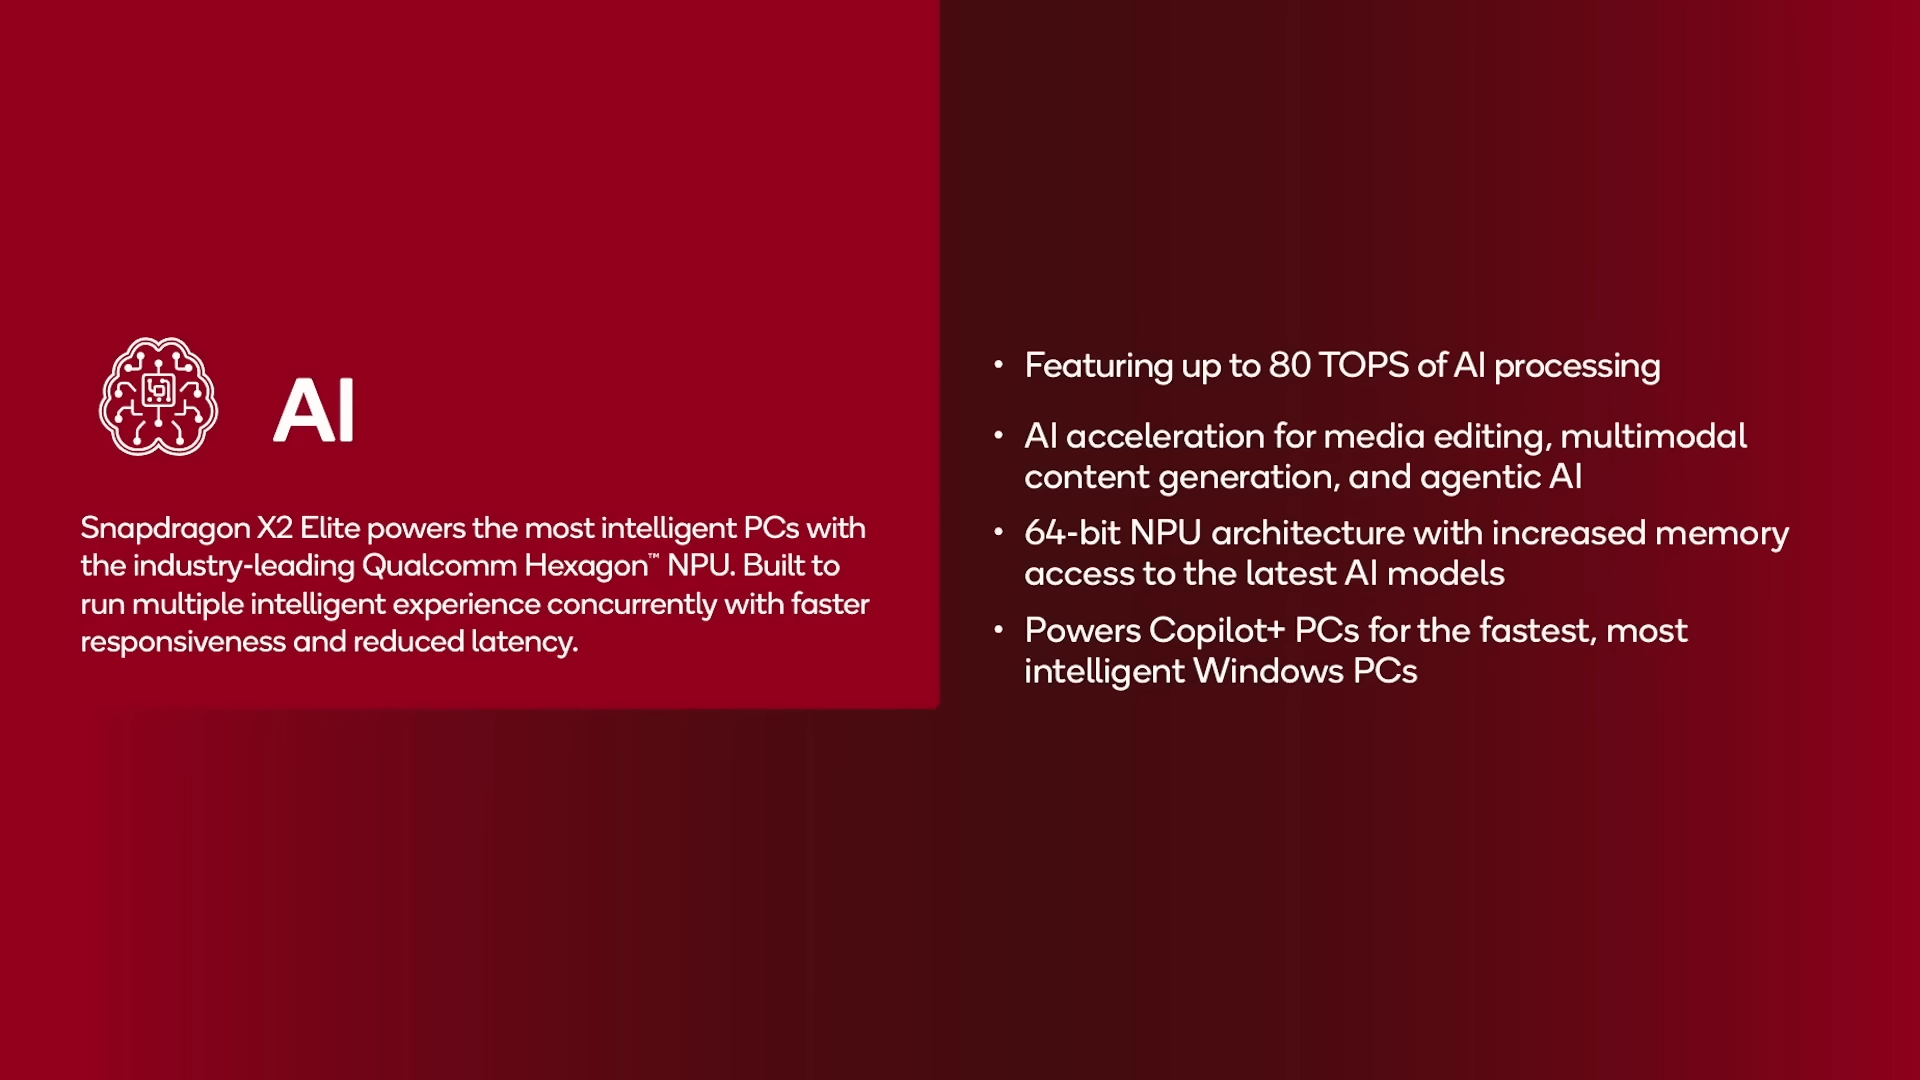 AI
Snapdragon X2 Elite powers the most intelligent PCs with
the industry-leading Qualcomm Hexagon™ NPU. Built to
run multiple intelligent experience concurrently with faster
responsiveness and reduced latency.
• Featuring up to 80 TOPS of AI processing
• AI acceleration for media editing, multimodal
content generation, and agentic AI
• 64-bit NPU architecture with increased memory
access to the latest AI models
• Powers Copilot+ PCs for the fastest, most
intelligent Windows PCs